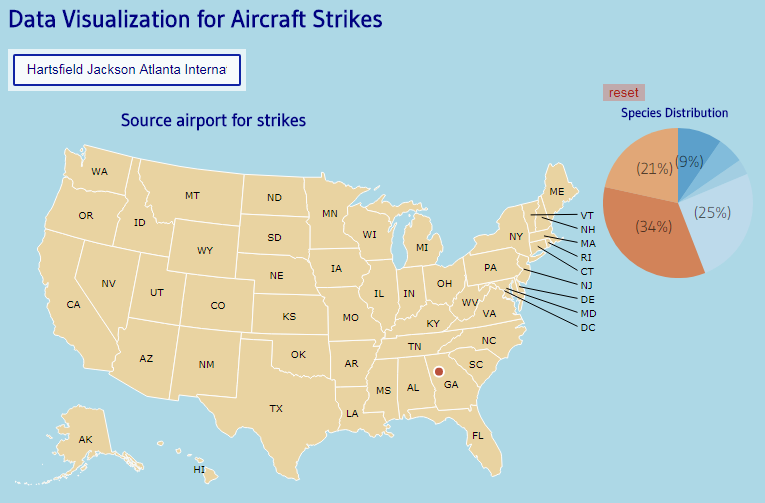 Data Visualization for Aircraft Strikes
Hartsfield Jackson Atlanta Interna
reset
Source airport for strikes
Species Distribution
(21%)
(9%)
(34%)
(25%)
WA
MT
ND
MN
ME
OR
ID
SD
WI
MI
NY
VT
NH
MA
RI
CT
NJ
DE
MD
DC
WY
NE
IA
PA
NV
UT
CO
IL
IN
OH
CA
KS
MO
WV
VA
KY
AZ
NM
OK
AR
TN
NC
SC
MS
AL
GA
TX
LA
FL
AK
HI